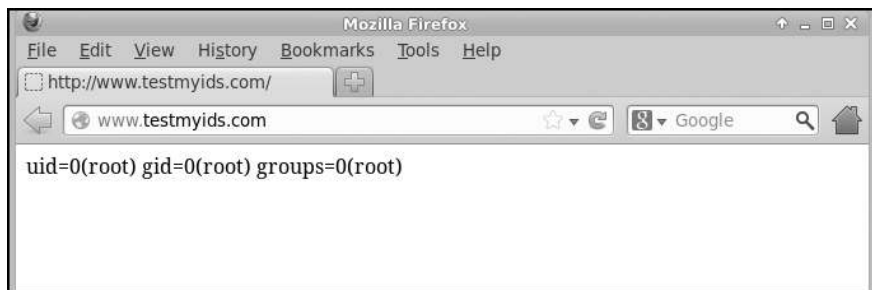 Mozilla Firefox
File Edit View History Bookmarks Tools Help
http://www.testmyids.com/
www.testmyids.com 8 Google
uid=0(root) gid=0(root) groups=0(root)